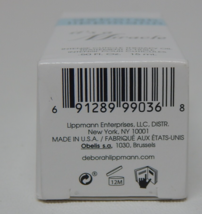 6 91289 99036 8
Lippmann Enterprises, LLC. DISTR.
New York, NY 10001
MADE IN U.S.A. / FABRIQUÉ AUX ÉTATS-UNIS
Obelis s.a. 1030, Brussels
deborahlippmann.com
12M